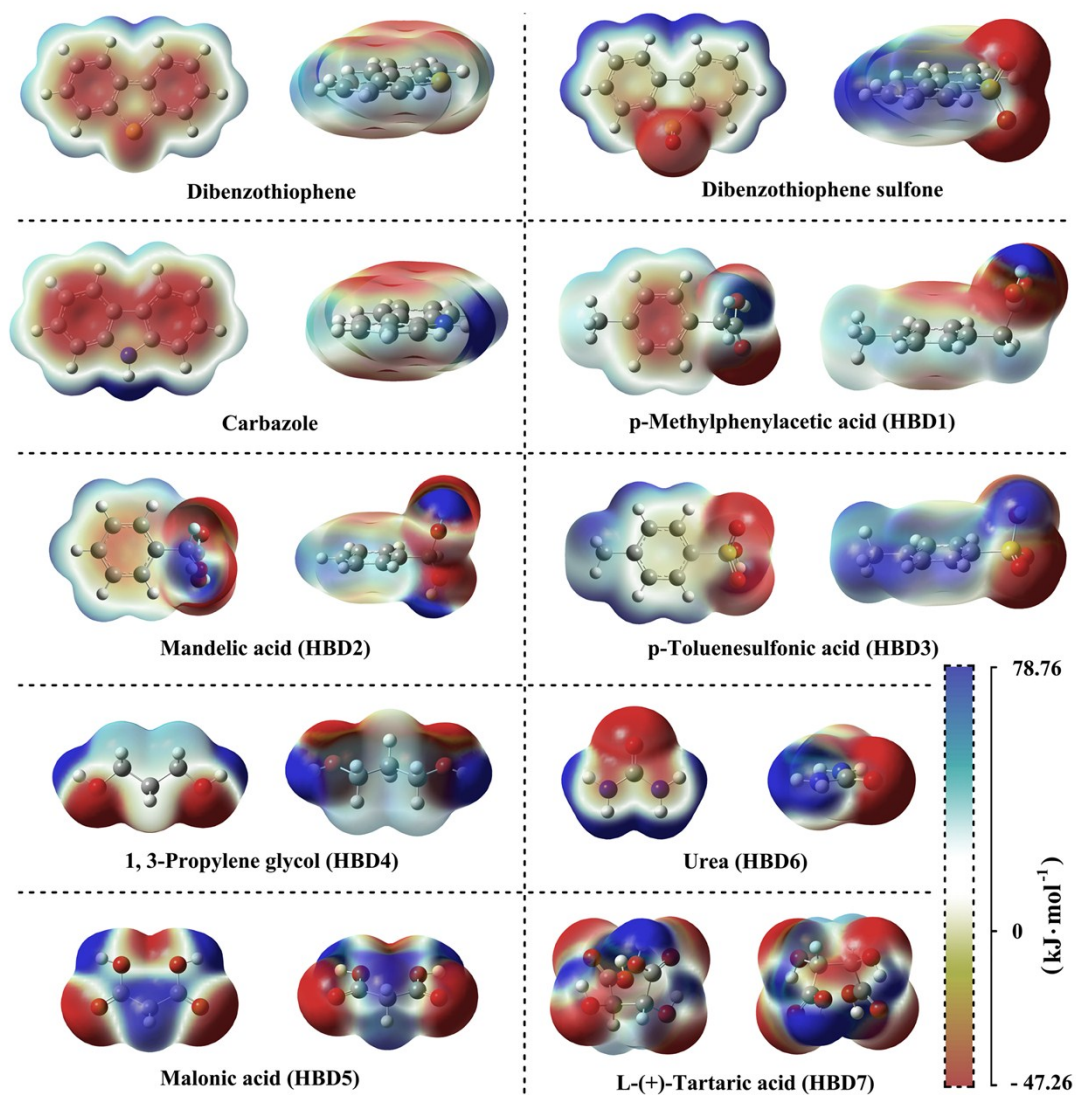 Dibenzothiophene
Dibenzothiophene sulfone
Carbazole
p-Methylphenylacetic acid (HBD1)
Mandelic acid (HBD2)
p-Toluenesulfonic acid (HBD3)
78.76
1, 3-Propylene glycol (HBD4)
Urea (HBD6)
0
(kJ·mol⁻¹)
Malonic acid (HBD5)
L-(+)-Tartaric acid (HBD7)
- 47.26